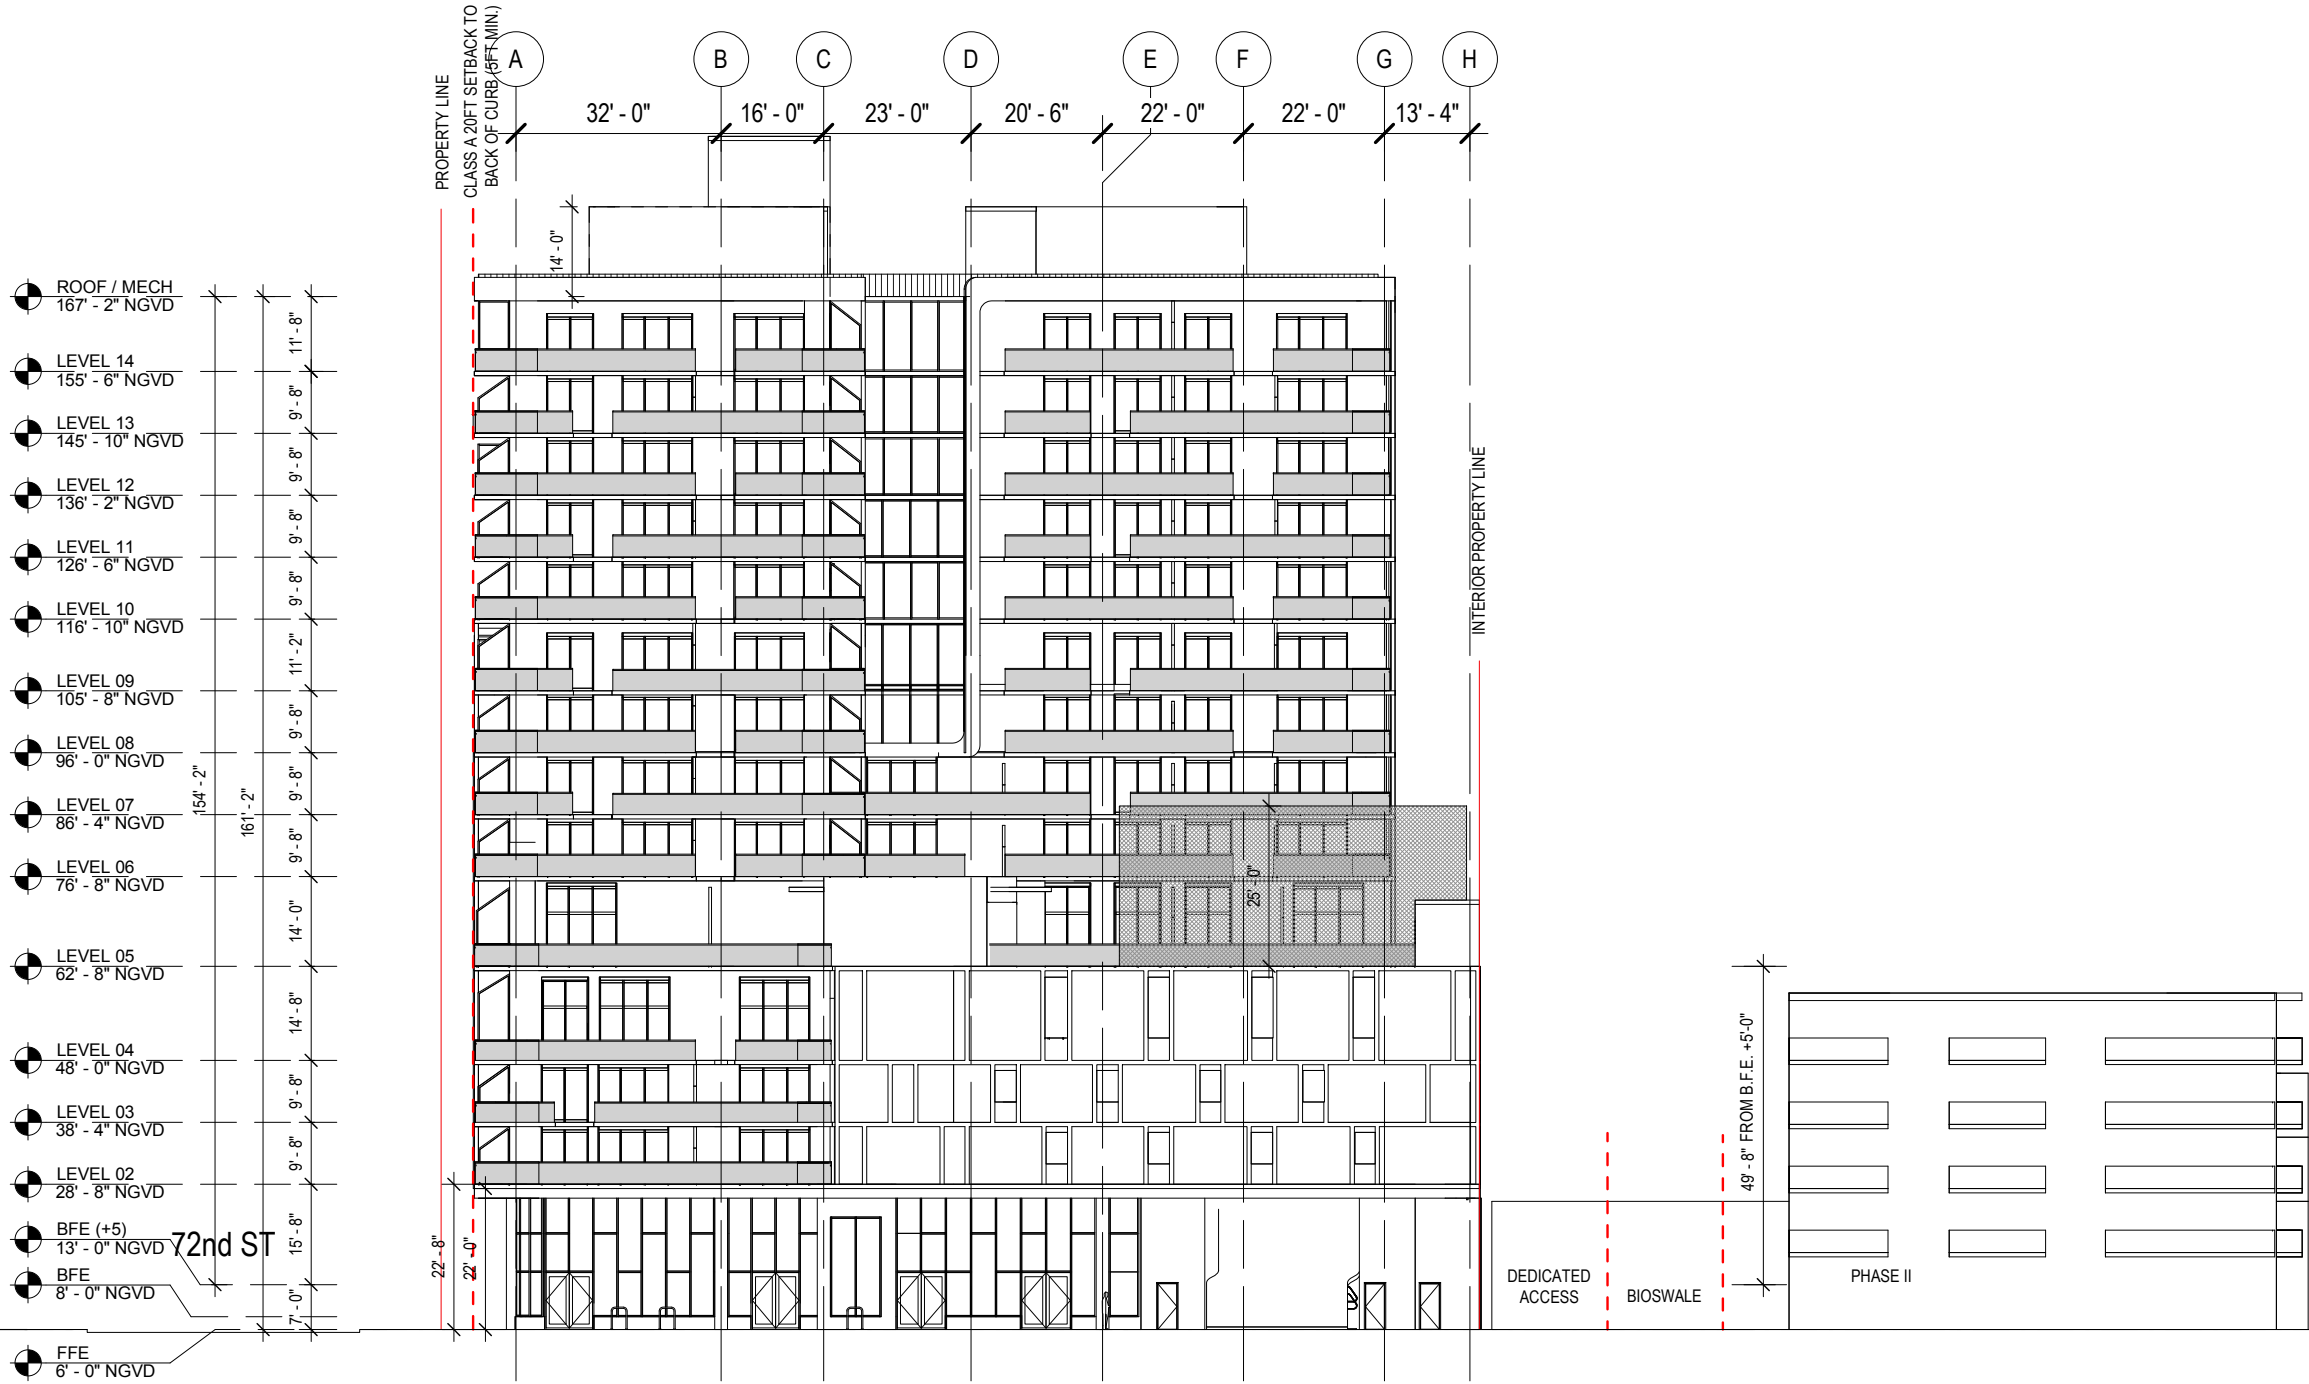 PROPERTY LINE
CLASS A 20FT SETBACK TO
BACK OF CURB (5FT MIN.)
A
B
C
D
E
F
G
H
32' - 0"
16' - 0"
23' - 0"
20' - 6"
22' - 0"
22' - 0"
13' - 4"
14' - 0"
ROOF / MECH
167' - 2" NGVD
11' - 8"
LEVEL 14
155' - 6" NGVD
9' - 8"
LEVEL 13
145' - 10" NGVD
9' - 8"
LEVEL 12
136' - 2" NGVD
9' - 8"
LEVEL 11
126' - 6" NGVD
9' - 8"
LEVEL 10
116' - 10" NGVD
11' - 2"
LEVEL 09
105' - 8" NGVD
9' - 8"
LEVEL 08
96' - 0" NGVD
9' - 8"
LEVEL 07
86' - 4" NGVD
9' - 8"
LEVEL 06
76' - 8" NGVD
14' - 0"
LEVEL 05
62' - 8" NGVD
14' - 8"
LEVEL 04
48' - 0" NGVD
9' - 8"
LEVEL 03
38' - 4" NGVD
9' - 8"
LEVEL 02
28' - 8" NGVD
15' - 8"
BFE (+5)
13' - 0" NGVD
BFE
8' - 0" NGVD
7' - 0"
FFE
6' - 0" NGVD
154' - 2"
161' - 2"
72nd ST
22' - 8"
22' - 0"
25' - 0"
INTERIOR PROPERTY LINE
49' - 8" FROM B.F.E. +5'-0"
DEDICATED
ACCESS
BIOSWALE
PHASE II